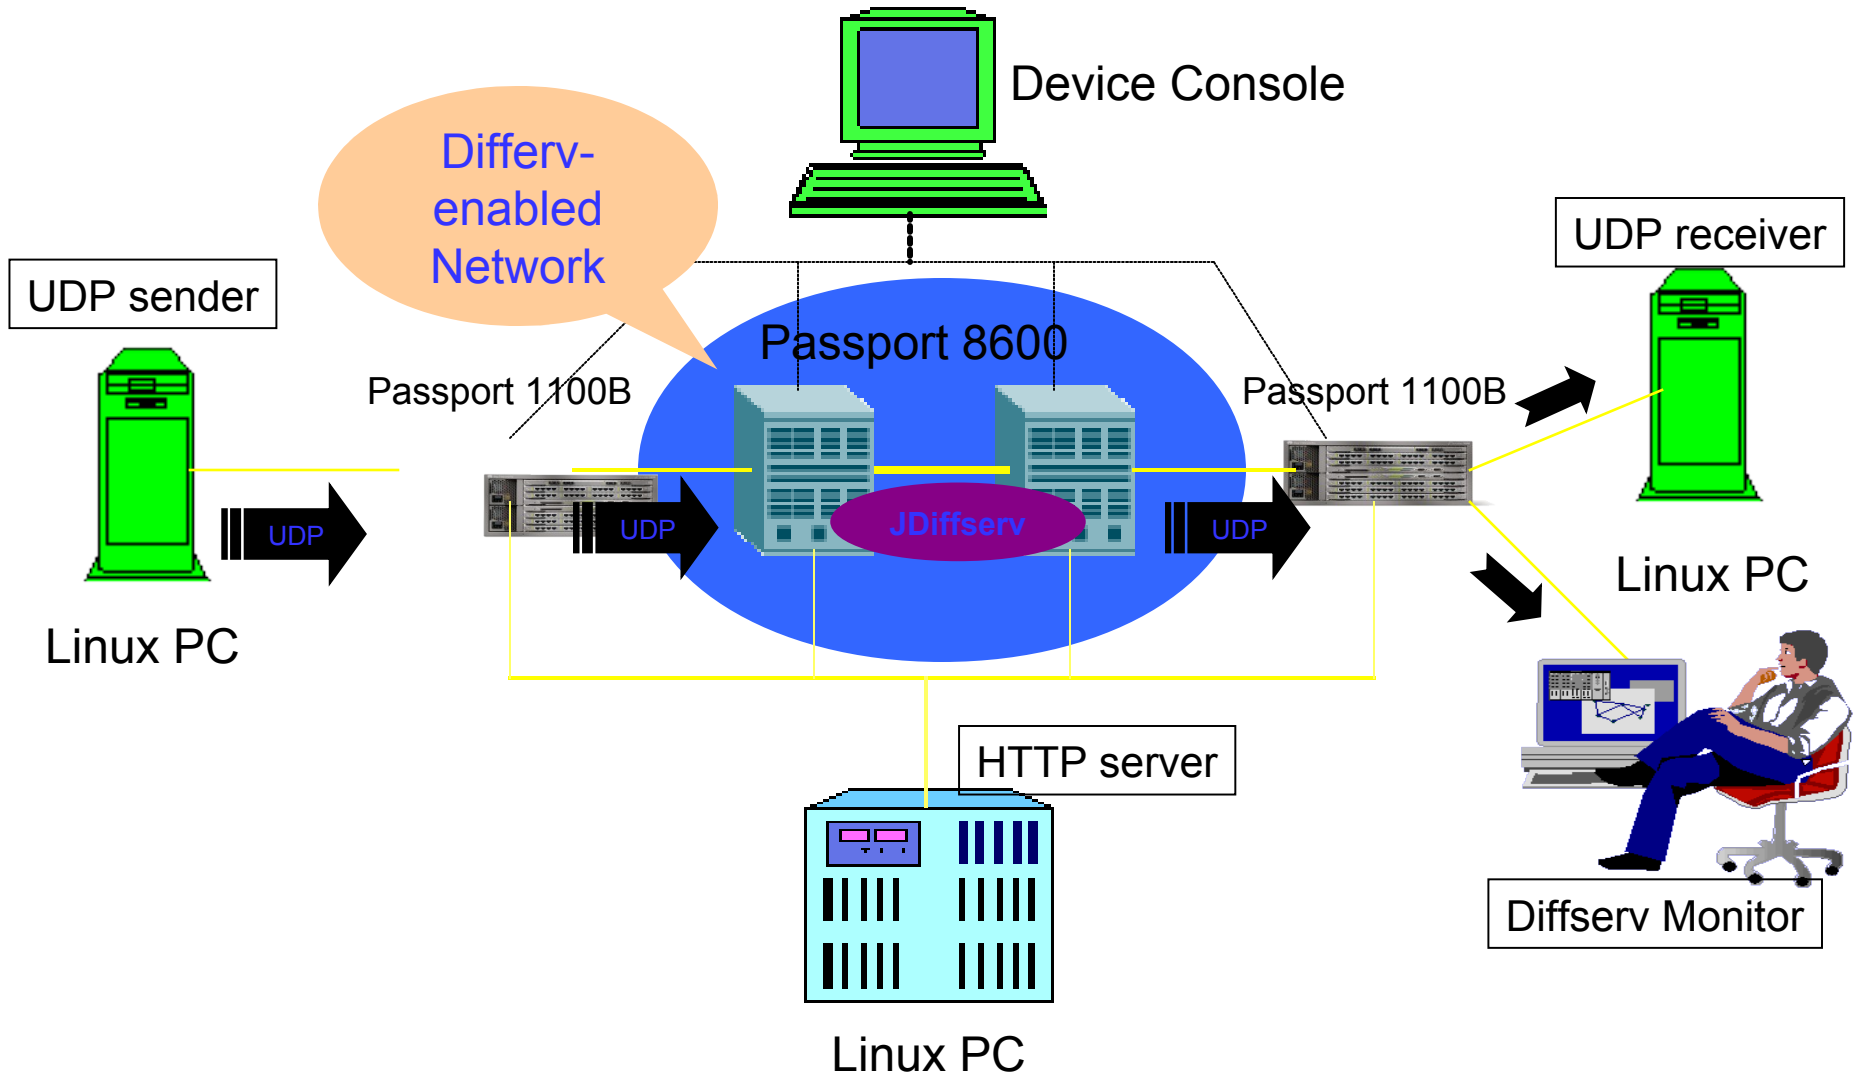 Device Console
Differv-
enabled
Network
UDP receiver
UDP sender
Passport 8600
Passport 1100B
Passport 1100B
JDiffserv
UDP
UDP
UDP
Linux PC
Linux PC
HTTP server
Diffserv Monitor
Linux PC